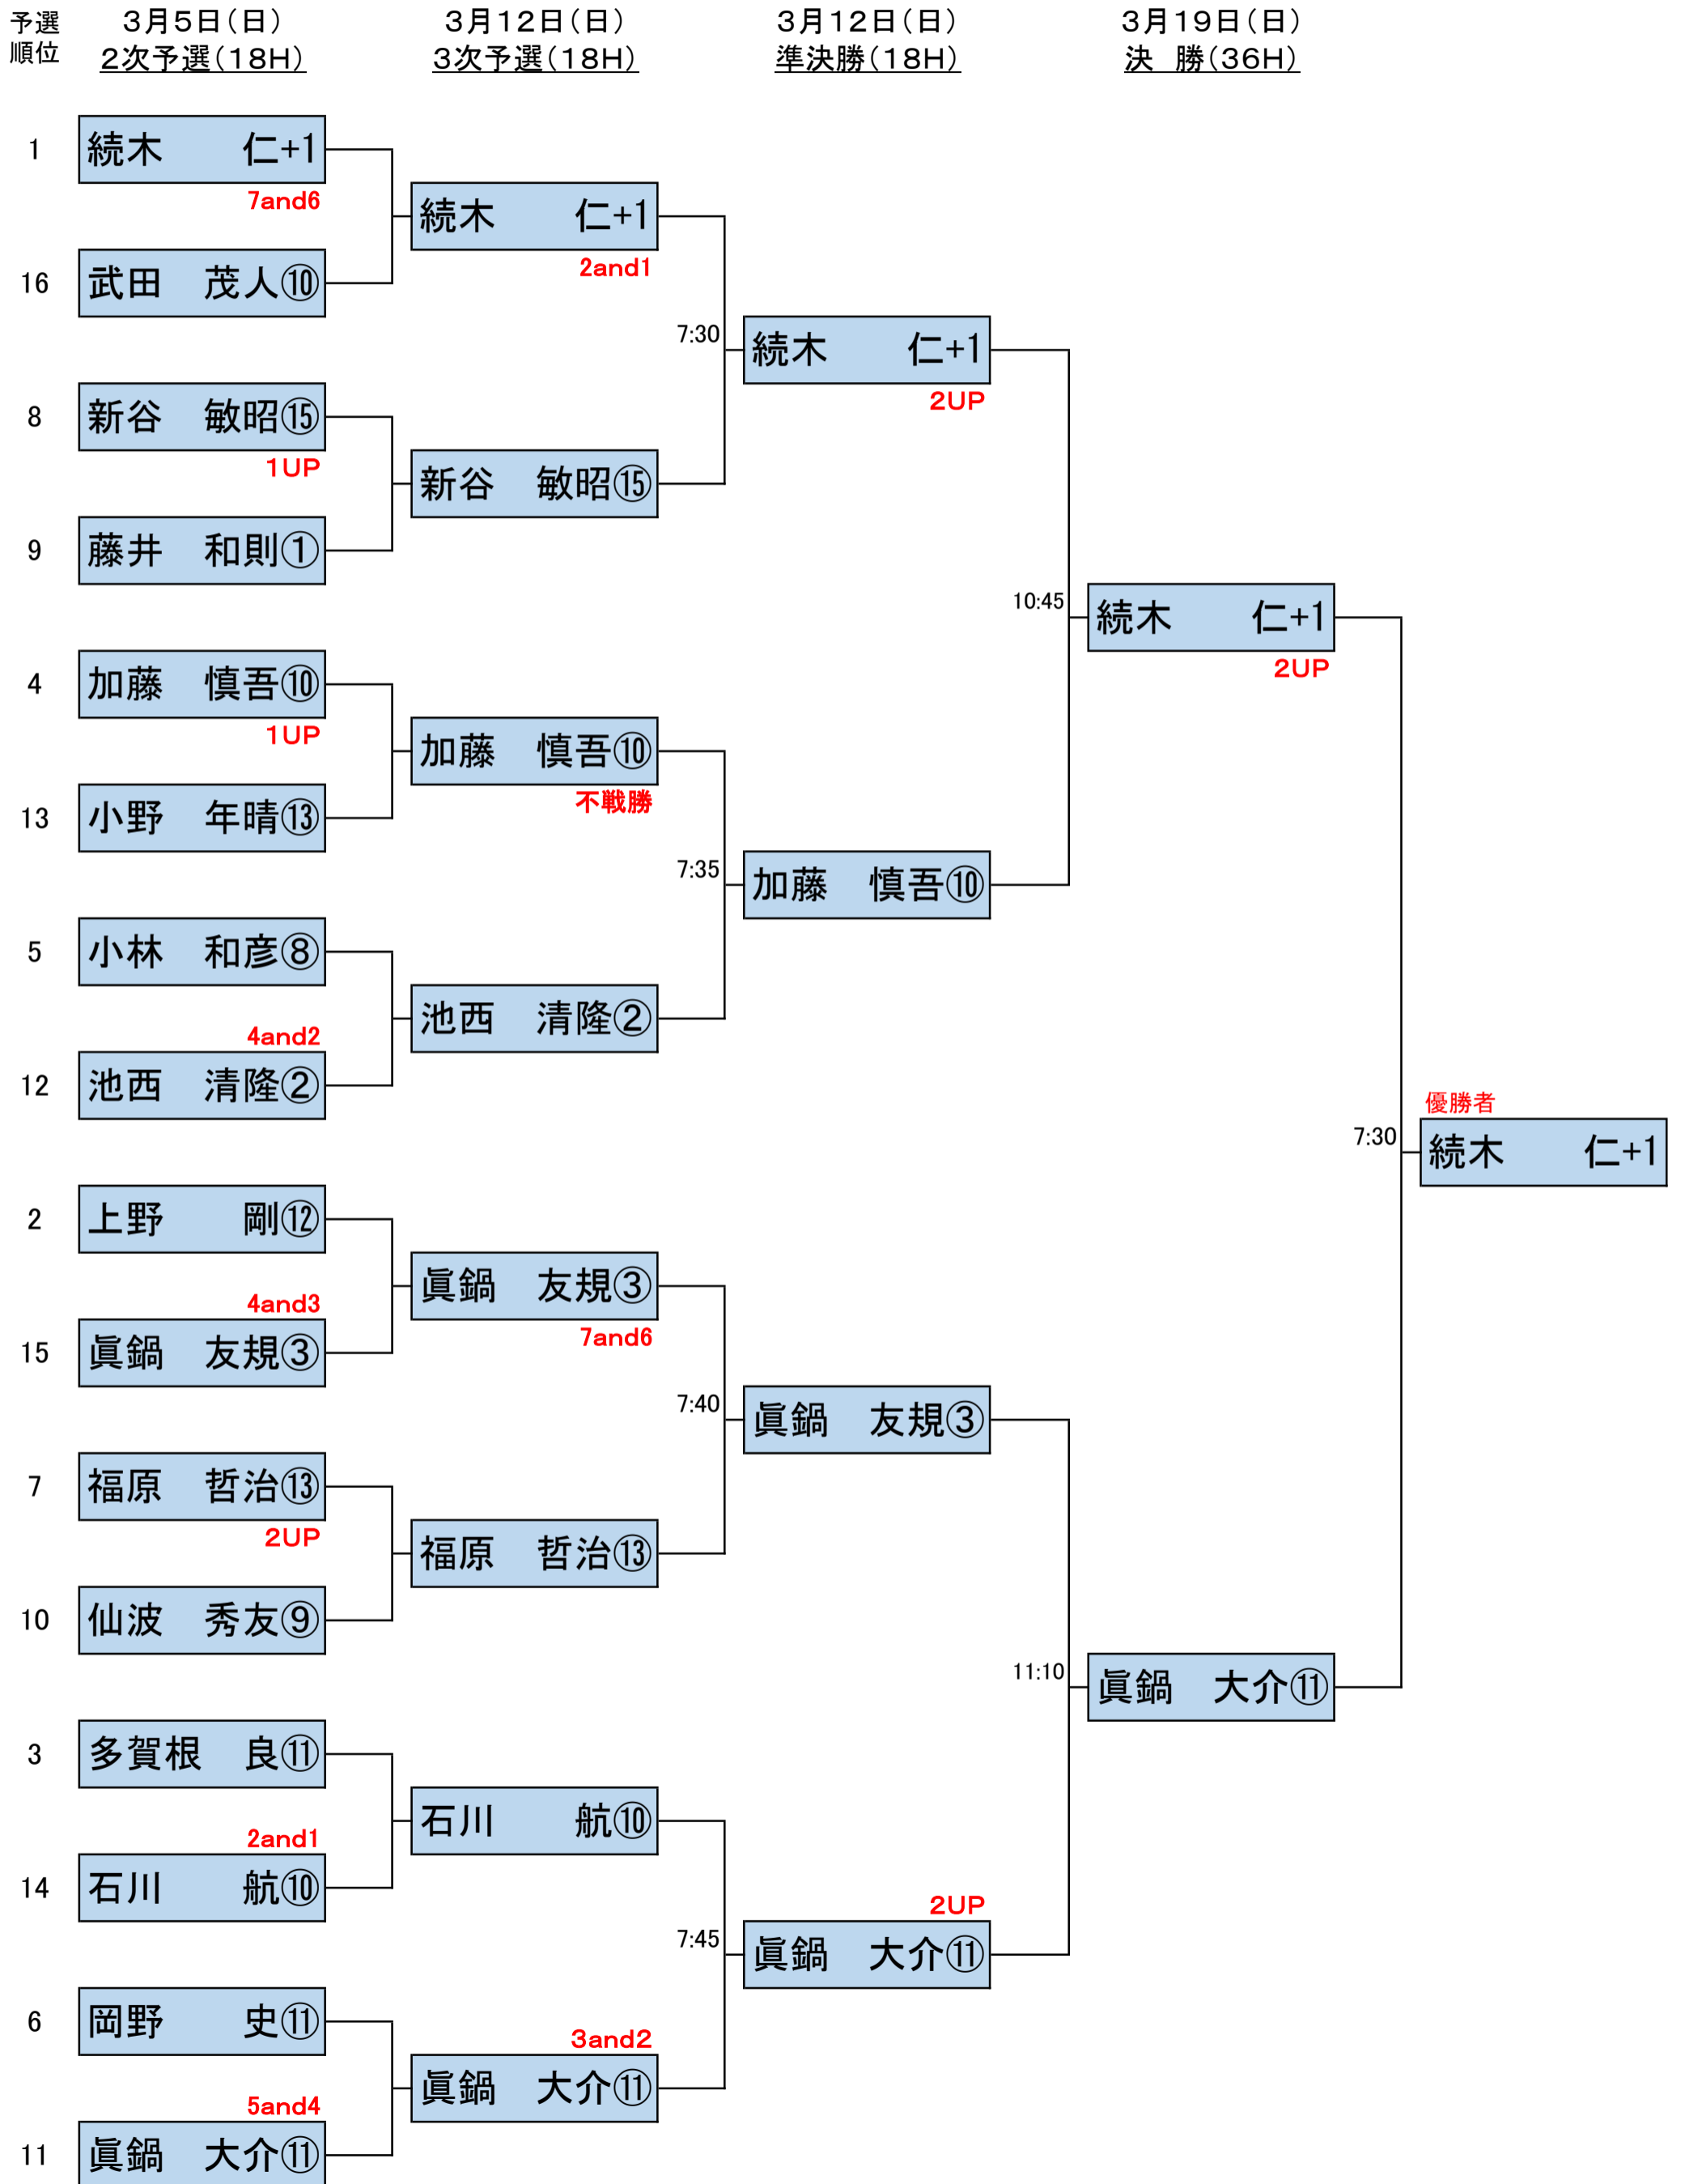 予選
順位
3月5日(日)
2次予選(18H)
3月12日(日)
3次予選(18H)
3月12日(日)
準決勝(18H)
3月19日(日)
決 勝(36H)
1
続木 仁+1
7and6
続木 仁+1
2and1
16
武田 茂人⑩
7:30
続木 仁+1
2UP
8
新谷 敏昭⑮
1UP
新谷 敏昭⑮
9
藤井 和則①
10:45
続木 仁+1
2UP
4
加藤 慎吾⑩
1UP
加藤 慎吾⑩
不戦勝
13
小野 年晴⑬
7:35
加藤 慎吾⑩
5
小林 和彦⑧
池西 清隆②
4and2
12
池西 清隆②
優勝者
7:30
続木 仁+1
2
上野 剛⑫
眞鍋 友規③
7and6
4and3
15
眞鍋 友規③
7:40
眞鍋 友規③
7
福原 哲治⑬
2UP
福原 哲治⑬
10
仙波 秀友⑨
11:10
眞鍋 大介⑪
3
多賀根 良⑪
石川 航⑩
2and1
14
石川 航⑩
7:45
2UP
眞鍋 大介⑪
6
岡野 史⑪
3and2
眞鍋 大介⑪
5and4
11
眞鍋 大介⑪